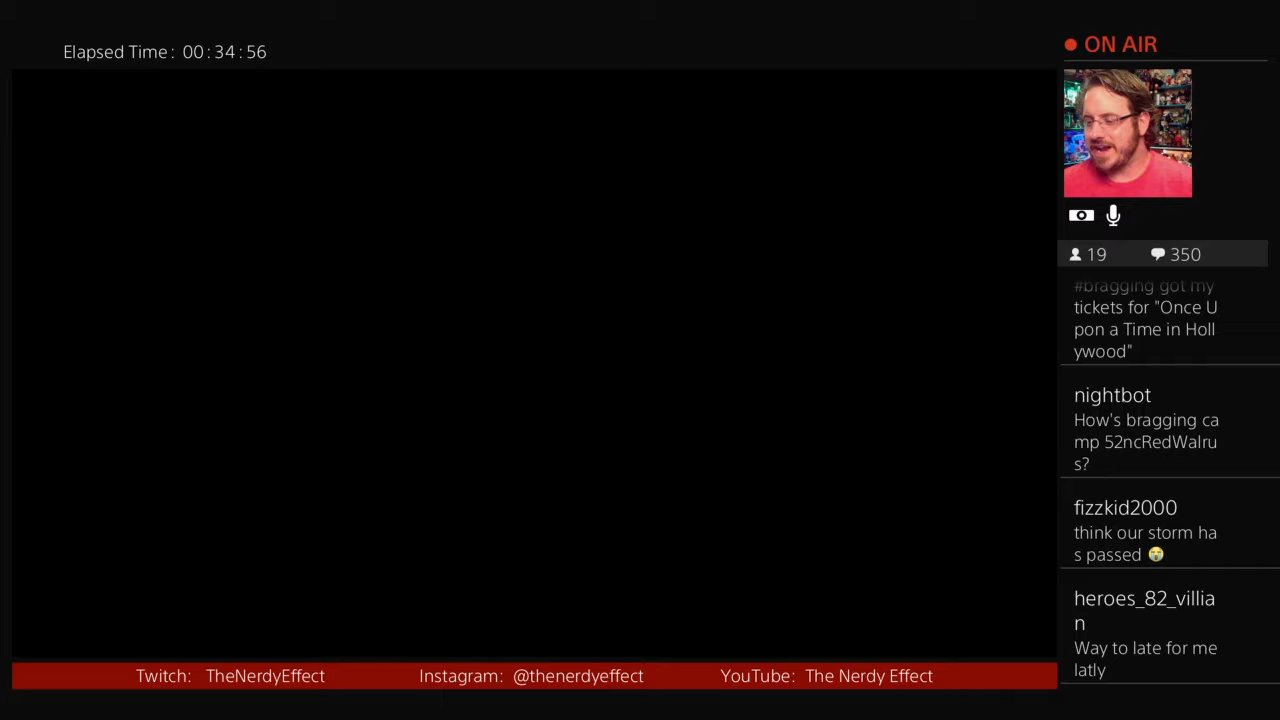 Elapsed Time: 00:34:56
ON AIR
19 350
#bragging got my
tickets for "Once U
pon a Time in Holl
ywood"
nightbot
How's bragging ca
mp 52ncRedWalru
s?
fizzkid2000
think our storm ha
s passed 😭
heroes_82_villia
n
Way to late for me
latly
Twitch: TheNerdyEffect Instagram: @thenerdyeffect YouTube: The Nerdy Effect